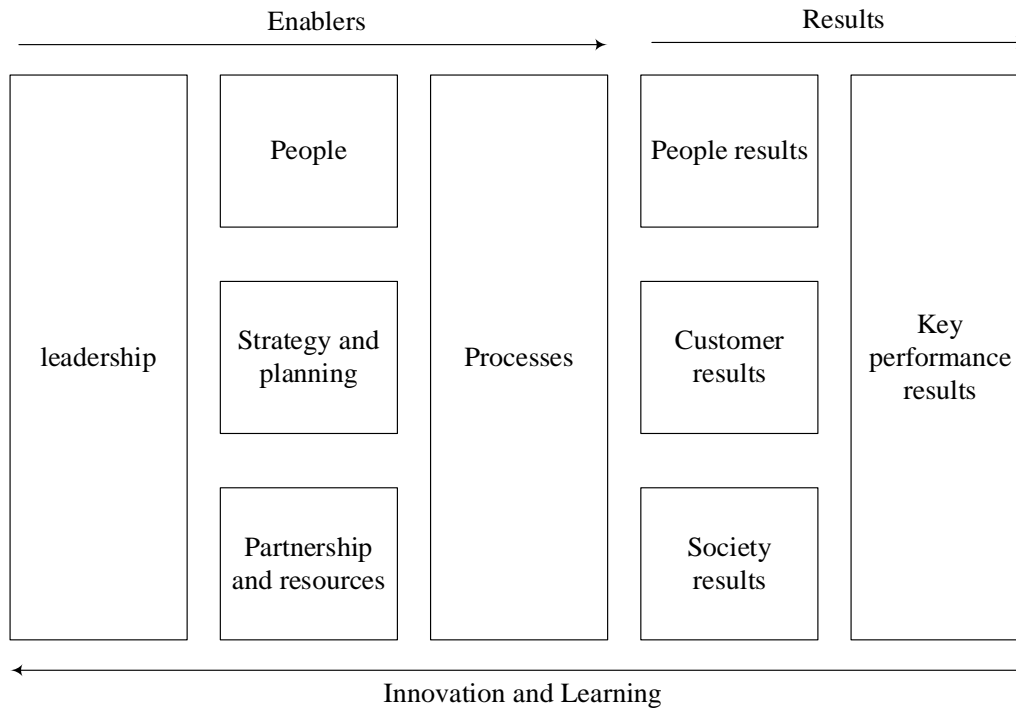 Enablers
Results
leadership
People
Strategy and
planning
Partnership
and resources
Processes
People results
Customer
results
Society
results
Key
performance
results
Innovation and Learning